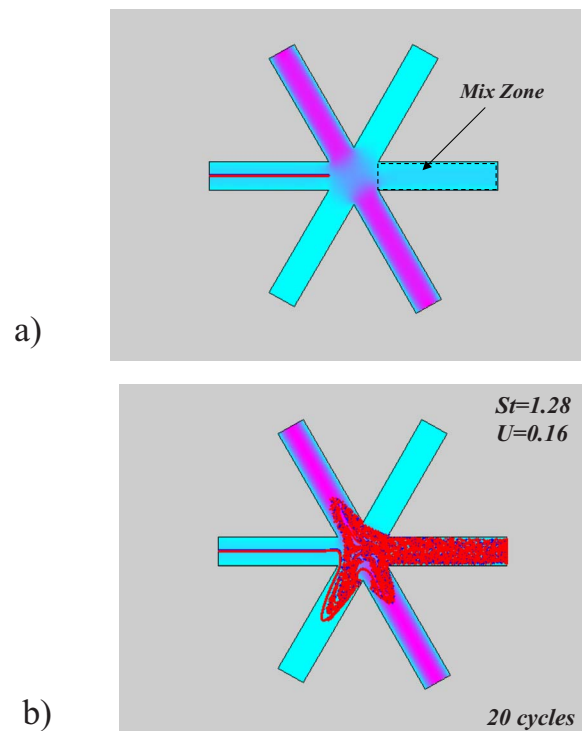 Mix Zone
a)
St=1.28
U=0.16
b)
20 cycles